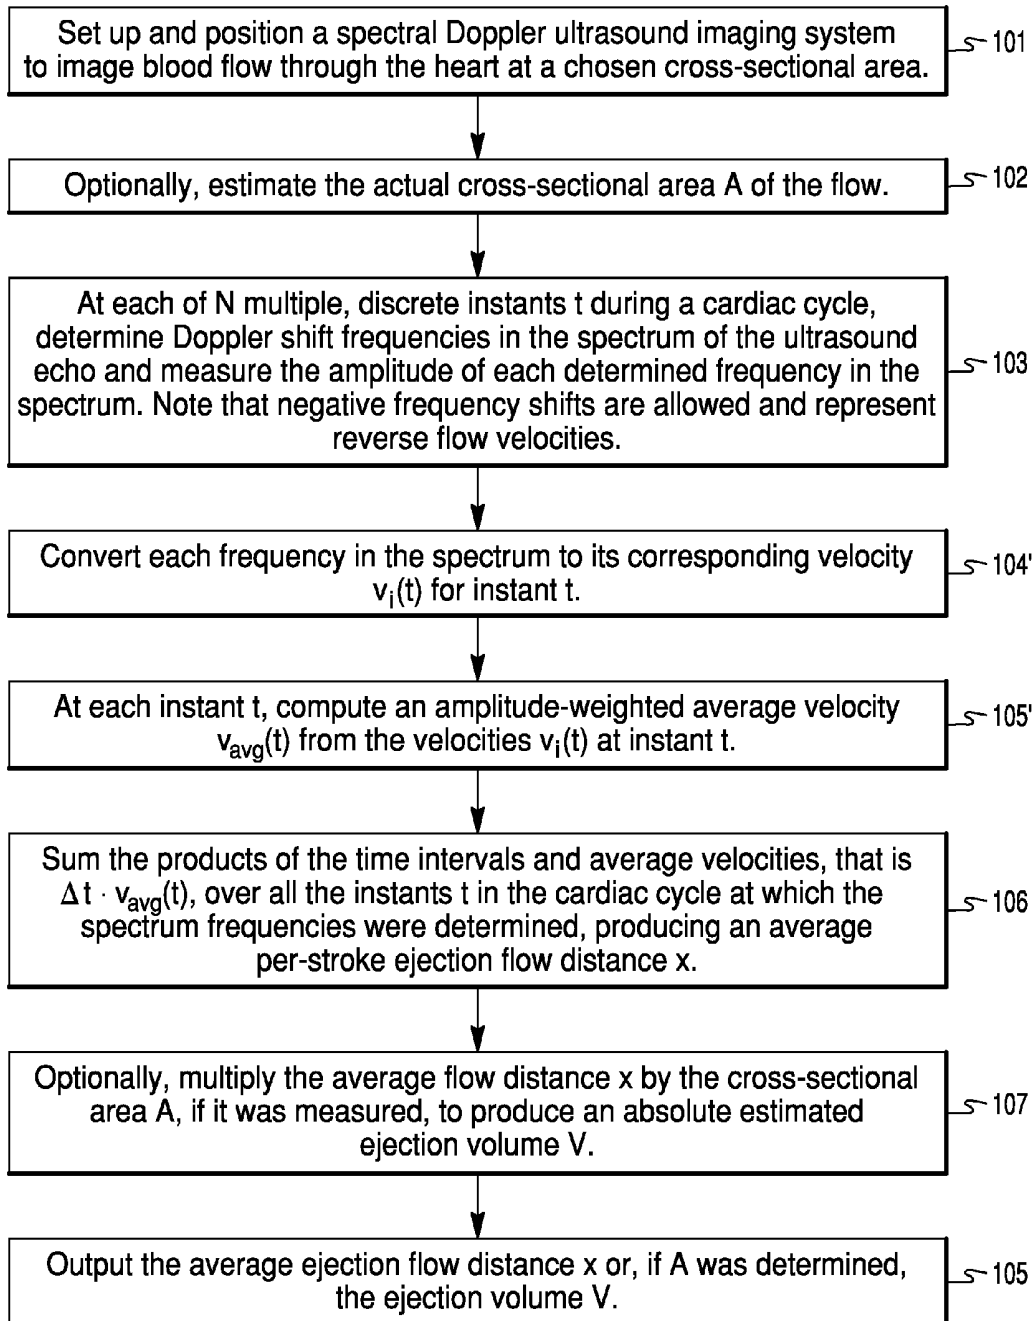 Set up and position a spectral Doppler ultrasound imaging system
to image blood flow through the heart at a chosen cross-sectional area.
101
Optionally, estimate the actual cross-sectional area A of the flow.
102
At each of N multiple, discrete instants t during a cardiac cycle,
determine Doppler shift frequencies in the spectrum of the ultrasound
echo and measure the amplitude of each determined frequency in the
spectrum. Note that negative frequency shifts are allowed and represent
reverse flow velocities.
103
Convert each frequency in the spectrum to its corresponding velocity
vᵢ(t) for instant t.
104'
At each instant t, compute an amplitude-weighted average velocity
v_avg(t) from the velocities vᵢ(t) at instant t.
105'
Sum the products of the time intervals and average velocities, that is
Δt · v_avg(t), over all the instants t in the cardiac cycle at which the
spectrum frequencies were determined, producing an average
per-stroke ejection flow distance x.
106
Optionally, multiply the average flow distance x by the cross-sectional
area A, if it was measured, to produce an absolute estimated
ejection volume V.
107
Output the average ejection flow distance x or, if A was determined,
the ejection volume V.
105